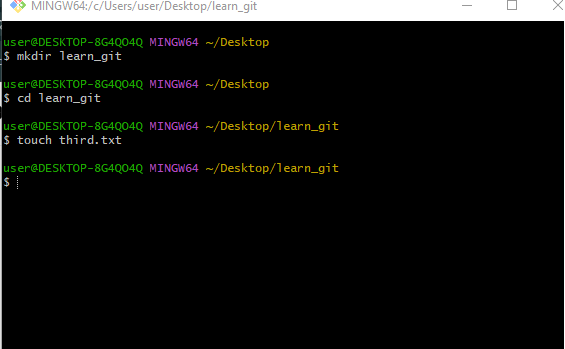 MINGW64:/c/Users/user/Desktop/learn_git
user@DESKTOP-8G4QO4Q MINGW64 ~/Desktop
$ mkdir learn_git
user@DESKTOP-8G4QO4Q MINGW64 ~/Desktop
$ cd learn_git
user@DESKTOP-8G4QO4Q MINGW64 ~/Desktop/learn_git
$ touch third.txt
user@DESKTOP-8G4QO4Q MINGW64 ~/Desktop/learn_git
$